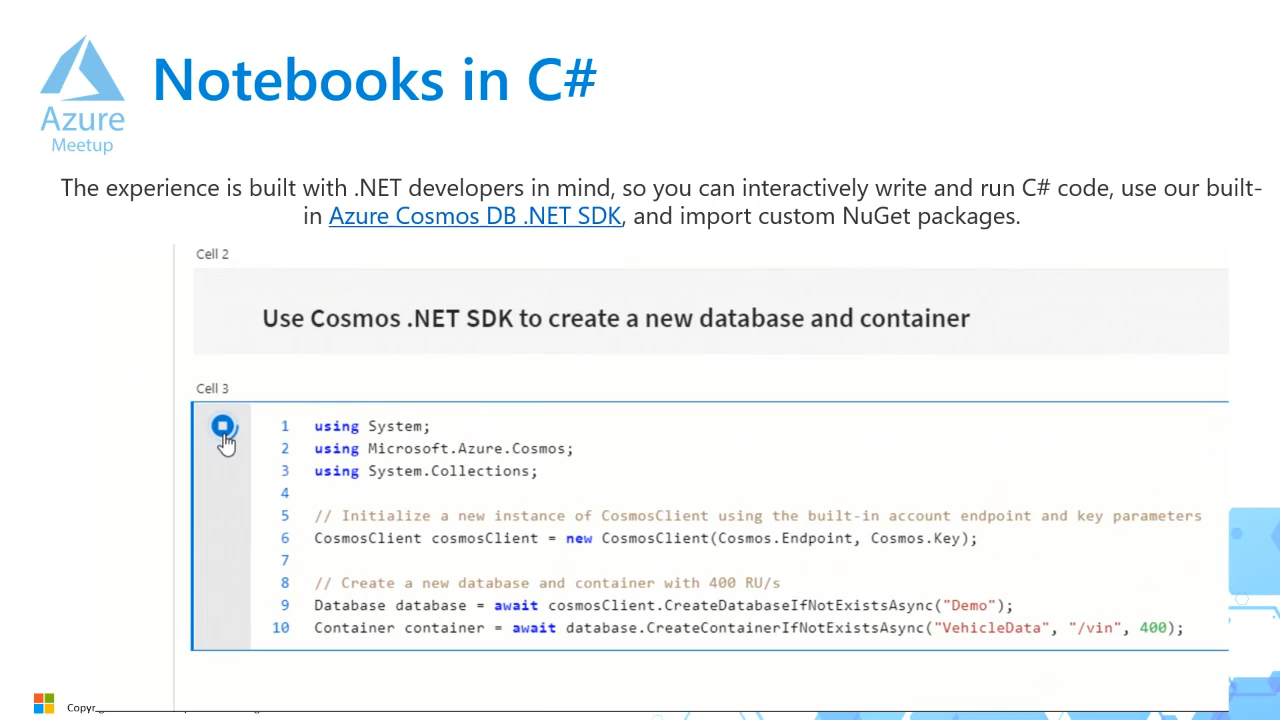 Notebooks in C#
Azure
Meetup
The experience is built with .NET developers in mind, so you can interactively write and run C# code, use our built-
in Azure Cosmos DB .NET SDK, and import custom NuGet packages.
Cell 2
Use Cosmos .NET SDK to create a new database and container
Cell 3
1 using System;
2 using Microsoft.Azure.Cosmos;
3 using System.Collections;
4
5 // Initialize a new instance of CosmosClient using the built-in account endpoint and key parameters
6 CosmosClient cosmosClient = new CosmosClient(Cosmos.Endpoint, Cosmos.Key);
7
8 // Create a new database and container with 400 RU/s
9 Database database = await cosmosClient.CreateDatabaseIfNotExistsAsync("Demo");
10 Container container = await database.CreateContainerIfNotExistsAsync("VehicleData", "/vin", 400);